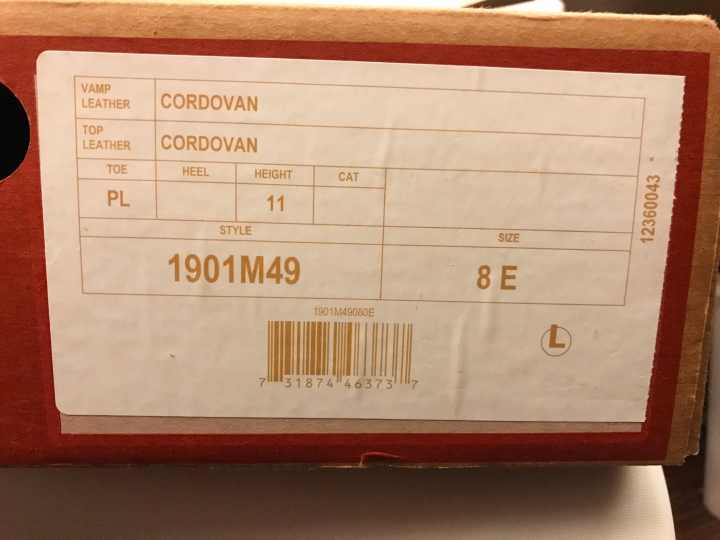 VAMP
LEATHER
CORDOVAN
TOP
LEATHER
CORDOVAN
TOE HEEL HEIGHT CAT
PL 11
STYLE SIZE
1901M49 8 E
12360043
1901M49080E
7 31874 46373 7
L